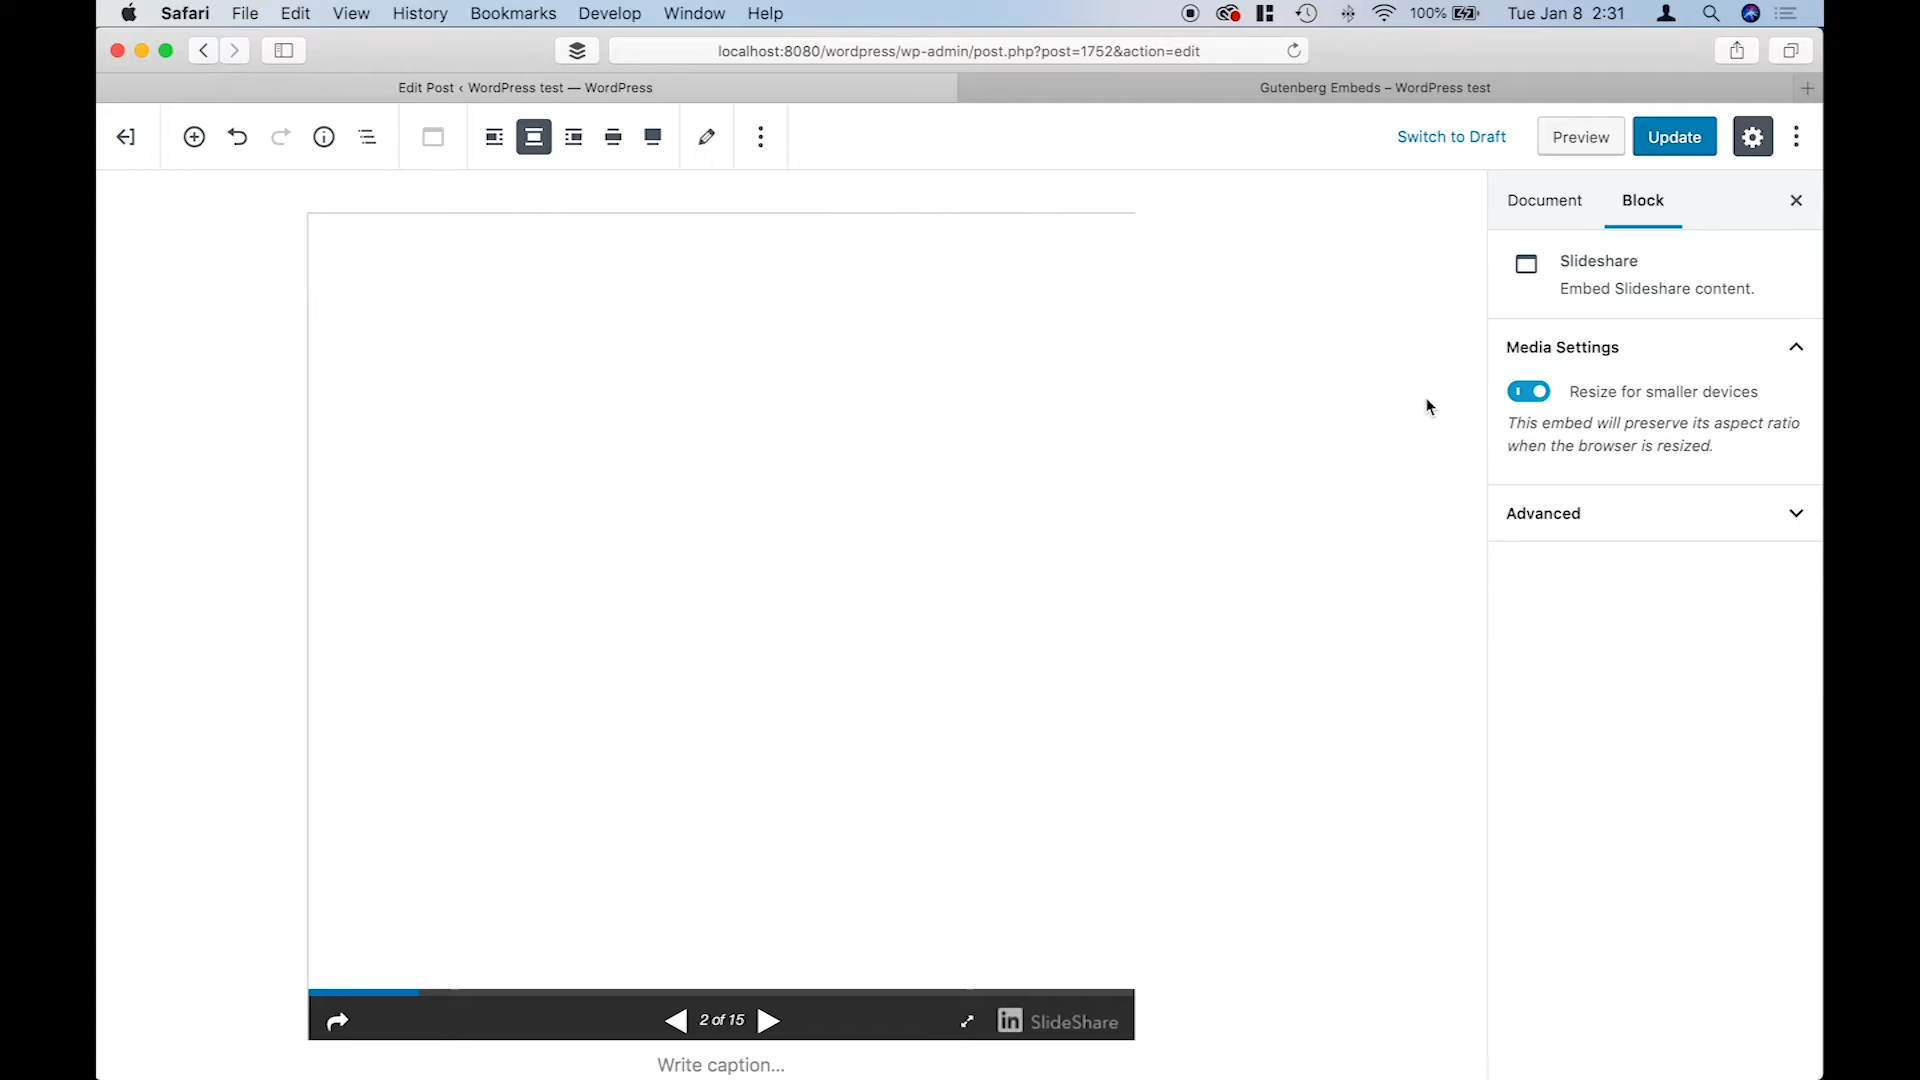 Safari File Edit View History Bookmarks Develop Window Help 100% Tue Jan 8 2:31
localhost:8080/wordpress/wp-admin/post.php?post=1752&action=edit
Edit Post ‹ WordPress test — WordPress Gutenberg Embeds – WordPress test
Switch to Draft Preview Update
Document Block
Slideshare
Embed Slideshare content.
Media Settings
Resize for smaller devices
This embed will preserve its aspect ratio
when the browser is resized.
Advanced
2 of 15 in SlideShare
Write caption...